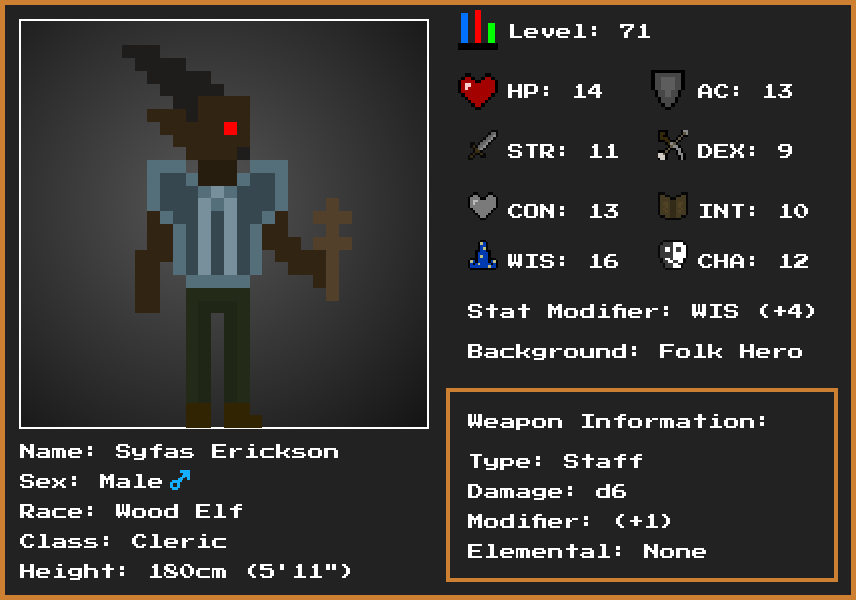 Level: 71
HP: 14
AC: 13
STR: 11
DEX: 9
CON: 13
INT: 10
WIS: 16
CHA: 12
Stat Modifier: WIS (+4)
Background: Folk Hero
Weapon Information:
Type: Staff
Damage: d6
Modifier: (+1)
Elemental: None
Name: Syfas Erickson
Sex: Male♂
Race: Wood Elf
Class: Cleric
Height: 180cm (5'11")